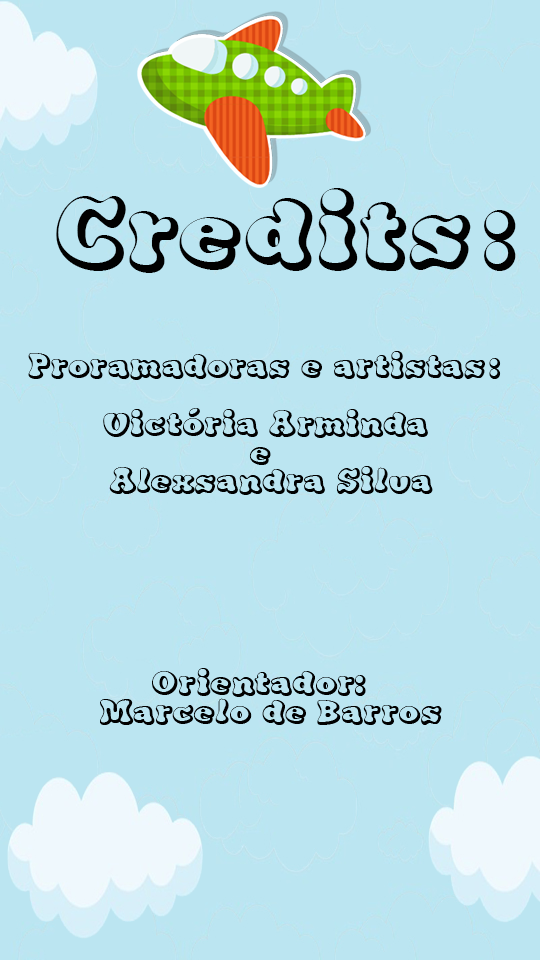 Credits:
Proramadoras e artistas:
Victória Arminda
e
Alexsandra Silva
Orientador:
Marcelo de Barros